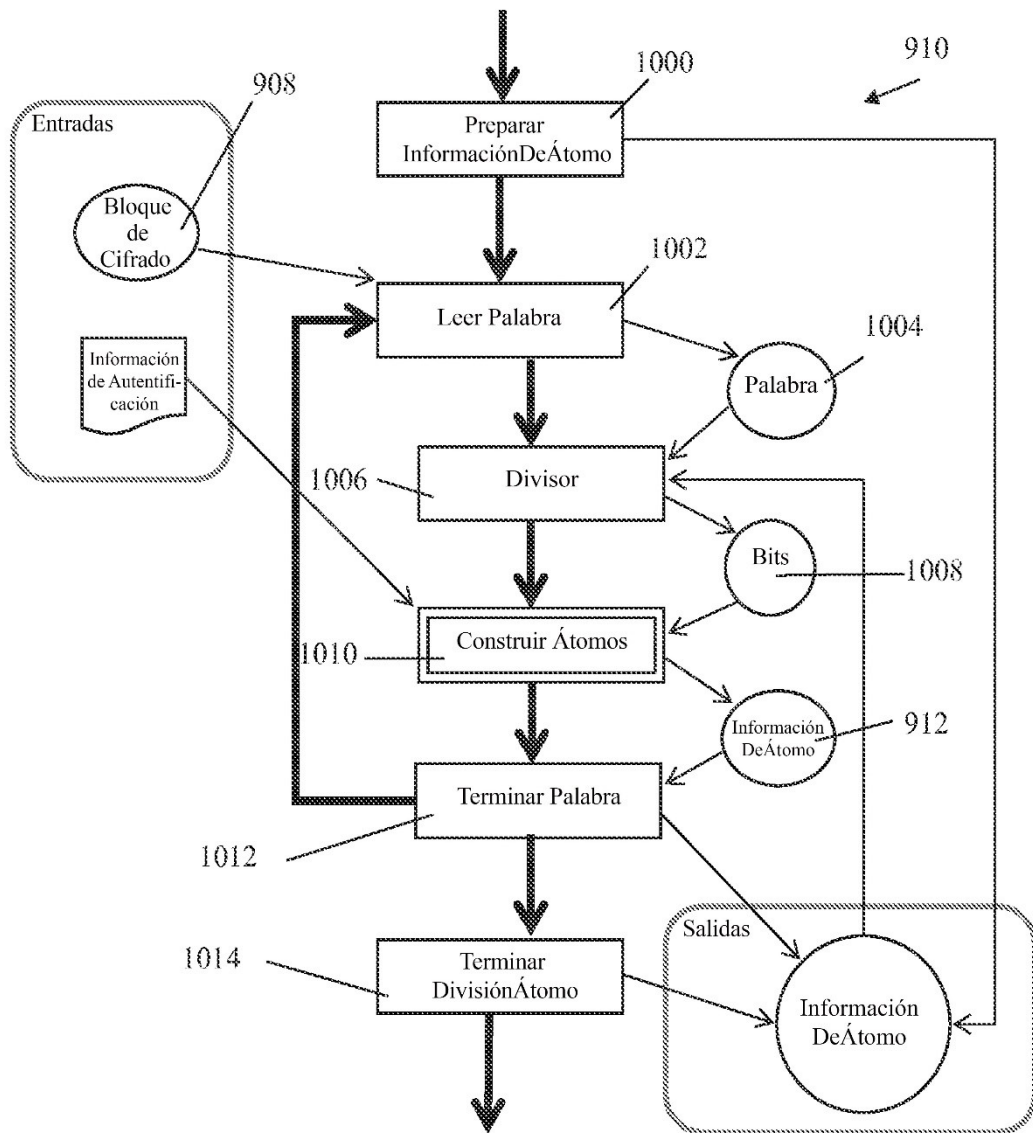 910
1000
908
Entradas
Preparar
InformaciónDeÁtomo
Bloque
de
Cifrado
1002
Leer Palabra
1004
Información
de Autentifi-
cación
Palabra
1006
Divisor
Bits
1008
Construir Átomos
1010
Información
DeÁtomo
912
Terminar Palabra
1012
Salidas
1014
Terminar
DivisiónÁtomo
Información
DeÁtomo